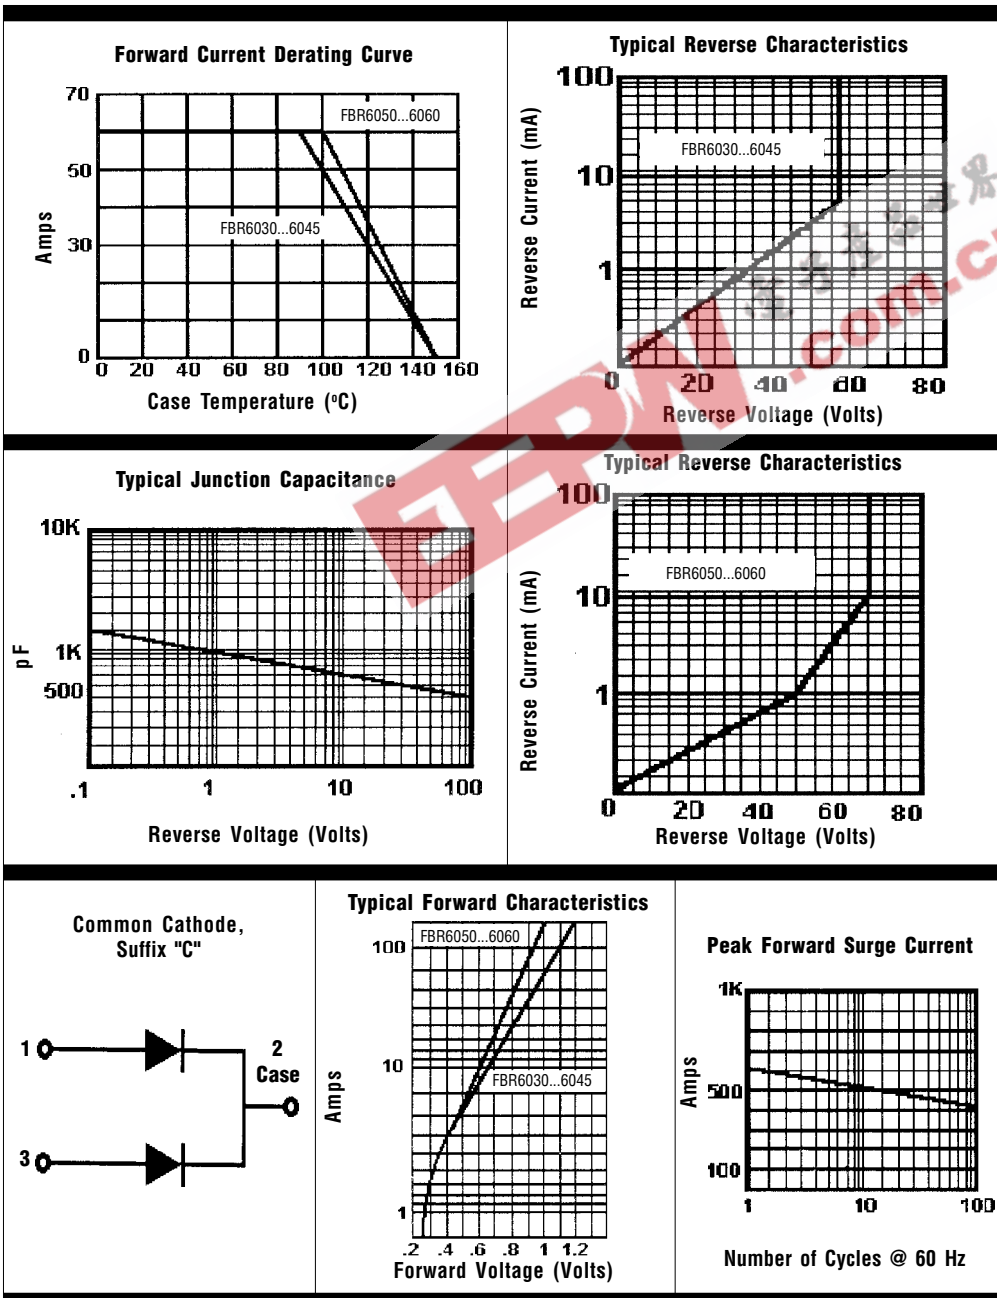 Forward Current Derating Curve
70
50
30
0
Amps
FBR6050...6060
FBR6030...6045
0 20 40 60 80 100 120 140 160
Case Temperature (ºC)
Typical Reverse Characteristics
100
10
1
Reverse Current (mA)
FBR6030...6045
0 20 40 60 80
Reverse Voltage (Volts)
EEPW.com.c
Typical Junction Capacitance
10K
1K
500
pF
.1 1 10 100
Reverse Voltage (Volts)
Typical Reverse Characteristics
100
10
1
Reverse Current (mA)
FBR6050...6060
0 20 40 60 80
Reverse Voltage (Volts)
Common Cathode,
Suffix "C"
1
2
Case
3
Typical Forward Characteristics
100
10
1
Amps
FBR6050...6060
FBR6030...6045
.2 .4 .6 .8 1 1.2
Forward Voltage (Volts)
Peak Forward Surge Current
1K
500
100
Amps
1 10 100
Number of Cycles @ 60 Hz